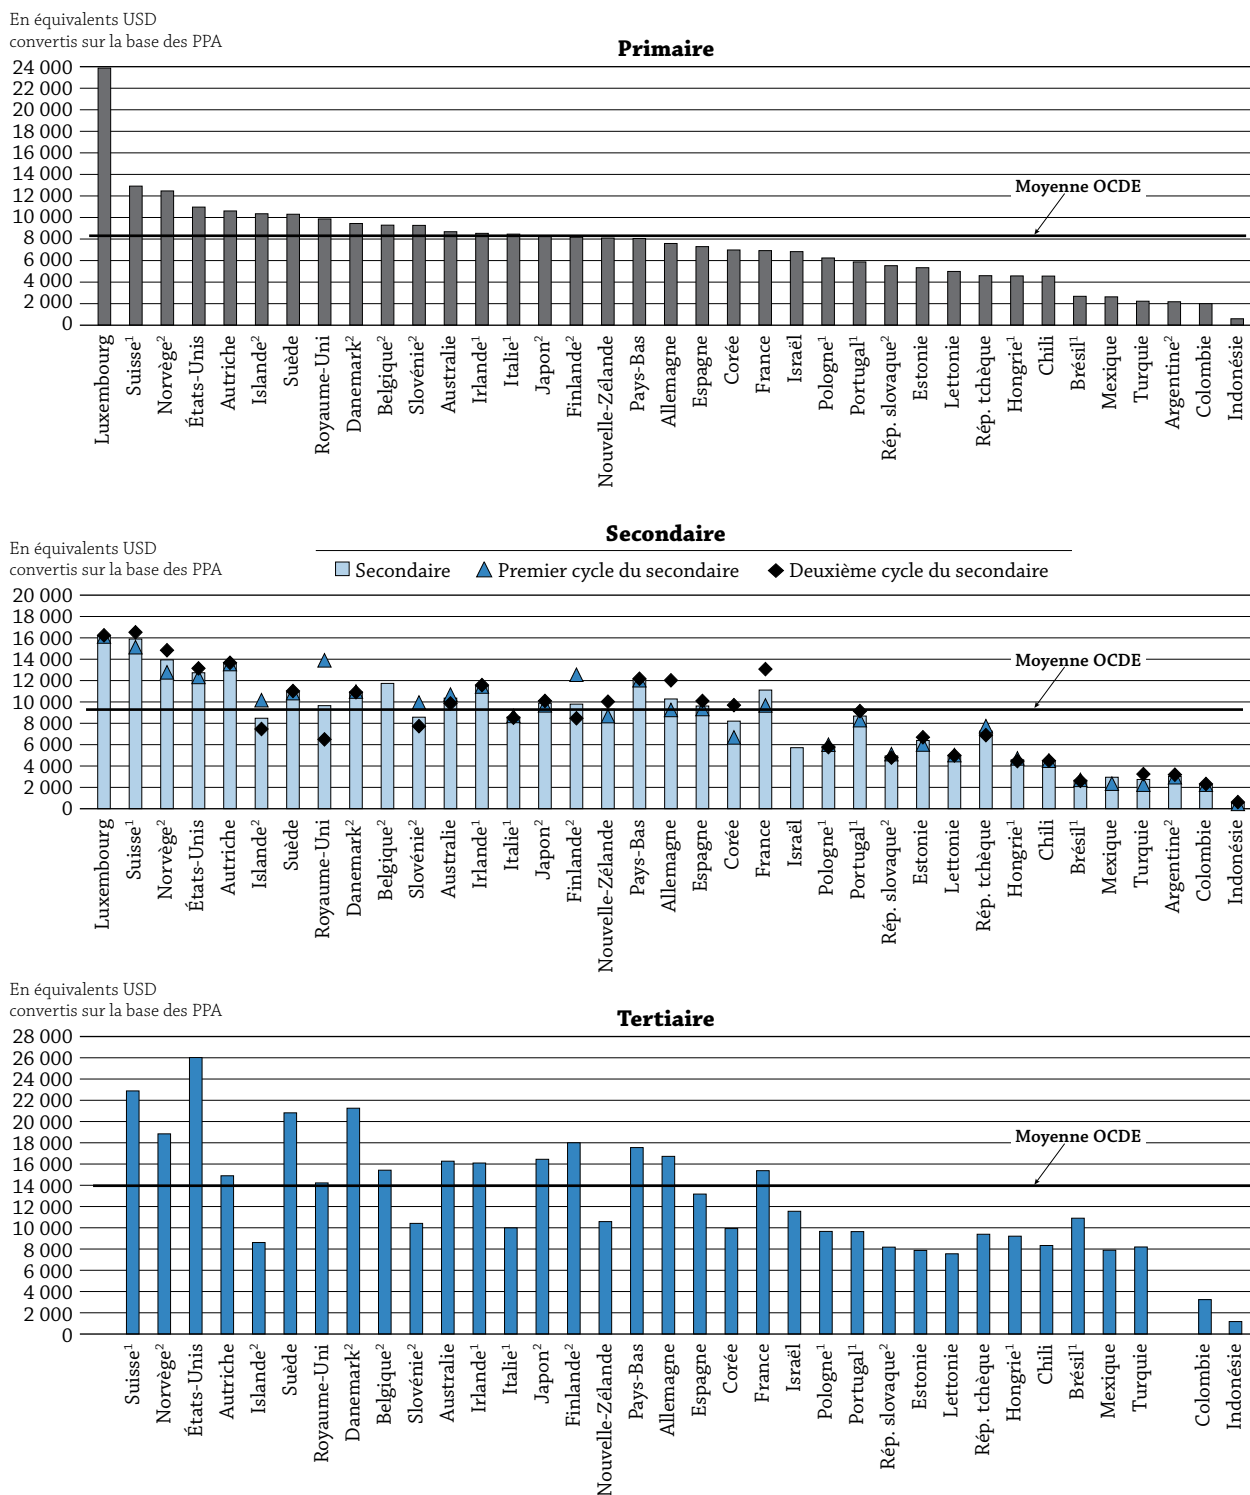 En équivalents USD
convertis sur la base des PPA
Primaire
24 000
22 000
20 000
18 000
16 000
14 000
12 000
10 000
8 000
6 000
4 000
2 000
0
Moyenne OCDE
Luxembourg
Suisse¹
Norvège²
États-Unis
Autriche
Islande²
Suède
Royaume-Uni
Danemark²
Belgique²
Slovénie²
Australie
Irlande¹
Italie¹
Japon²
Finlande²
Nouvelle-Zélande
Pays-Bas
Allemagne
Espagne
Corée
France
Israël
Pologne¹
Portugal¹
Rép. slovaque²
Estonie
Lettonie
Rép. tchèque
Hongrie¹
Chili
Brésil¹
Mexique
Turquie
Argentine²
Colombie
Indonésie
Secondaire
En équivalents USD
convertis sur la base des PPA
Secondaire
Premier cycle du secondaire
Deuxième cycle du secondaire
20 000
18 000
16 000
14 000
12 000
10 000
8 000
6 000
4 000
2 000
0
Moyenne OCDE
Luxembourg
Suisse¹
Norvège²
États-Unis
Autriche
Islande²
Suède
Royaume-Uni
Danemark²
Belgique²
Slovénie²
Australie
Irlande¹
Italie¹
Japon²
Finlande²
Nouvelle-Zélande
Pays-Bas
Allemagne
Espagne
Corée
France
Israël
Pologne¹
Portugal¹
Rép. slovaque²
Estonie
Lettonie
Rép. tchèque
Hongrie¹
Chili
Brésil¹
Mexique
Turquie
Argentine²
Colombie
Indonésie
En équivalents USD
convertis sur la base des PPA
Tertiaire
28 000
26 000
24 000
22 000
20 000
18 000
16 000
14 000
12 000
10 000
8 000
6 000
4 000
2 000
0
Moyenne OCDE
Suisse¹
Norvège²
États-Unis
Autriche
Islande²
Suède
Royaume-Uni
Danemark²
Belgique²
Slovénie²
Australie
Irlande¹
Italie¹
Japon²
Finlande²
Nouvelle-Zélande
Pays-Bas
Allemagne
Espagne
Corée
France
Israël
Pologne¹
Portugal¹
Rép. slovaque²
Estonie
Lettonie
Rép. tchèque
Hongrie¹
Chili
Brésil¹
Mexique
Turquie
Colombie
Indonésie